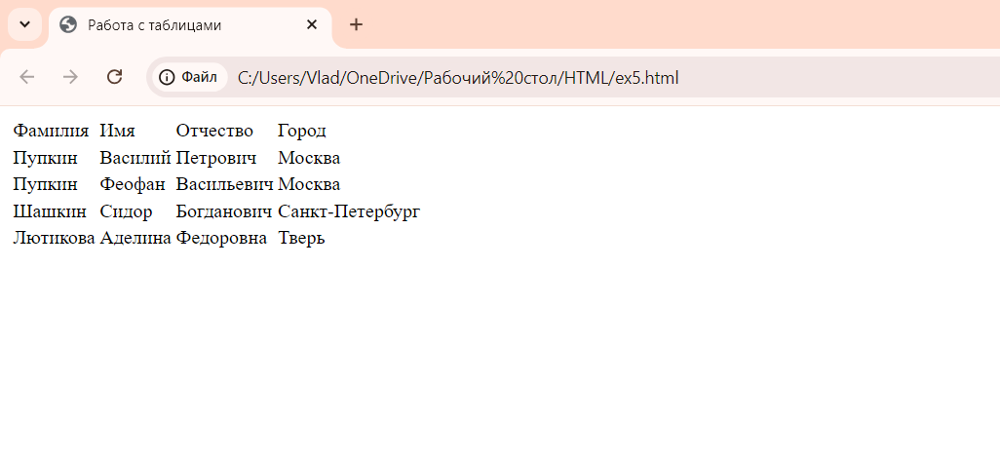 Работа с таблицами
Файл C:/Users/Vlad/OneDrive/Рабочий%20стол/HTML/ex5.html
Фамилия Имя Отчество Город
Пупкин Василий Петрович Москва
Пупкин Феофан Васильевич Москва
Шашкин Сидор Богданович Санкт-Петербург
Лютикова Аделина Федоровна Тверь